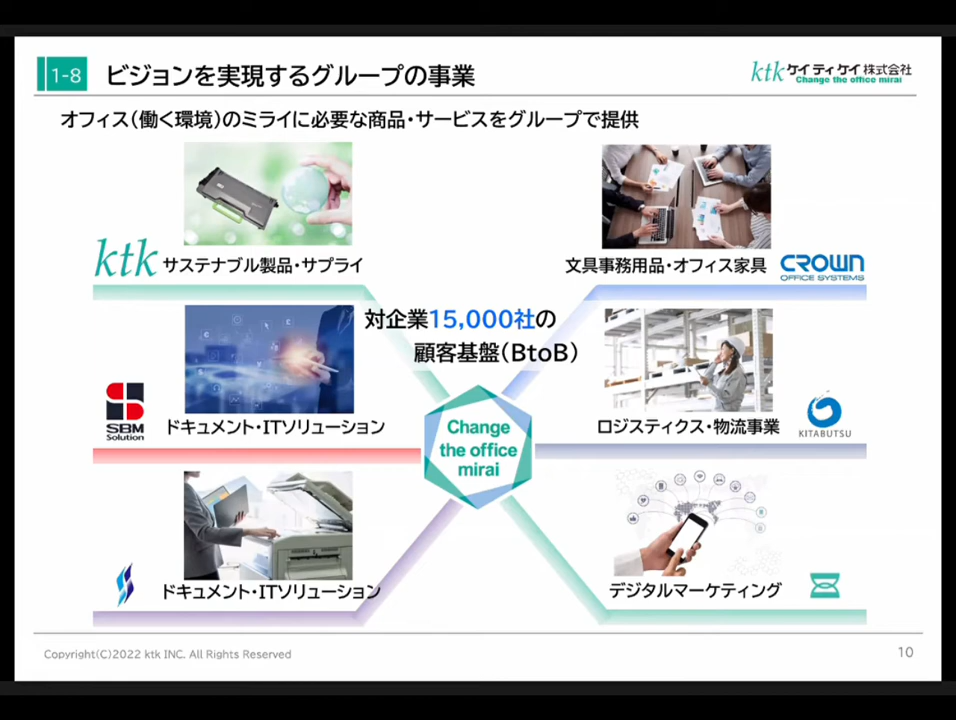 1-8 ビジョンを実現するグループの事業
ktk ケイティケイ株式会社
Change the office mirai
オフィス(働く環境)のミライに必要な商品・サービスをグループで提供
ktk サステナブル製品・サプライ
文具事務用品・オフィス家具 CROWN
OFFICE SYSTEMS
対企業15,000社の
顧客基盤(BtoB)
SBM
Solution
ドキュメント・ITソリューション
ロジスティクス・物流事業
KITABUTSU
Change
the office
mirai
ドキュメント・ITソリューション
デジタルマーケティング
Copyright(C)2022 ktk INC. All Rights Reserved
10